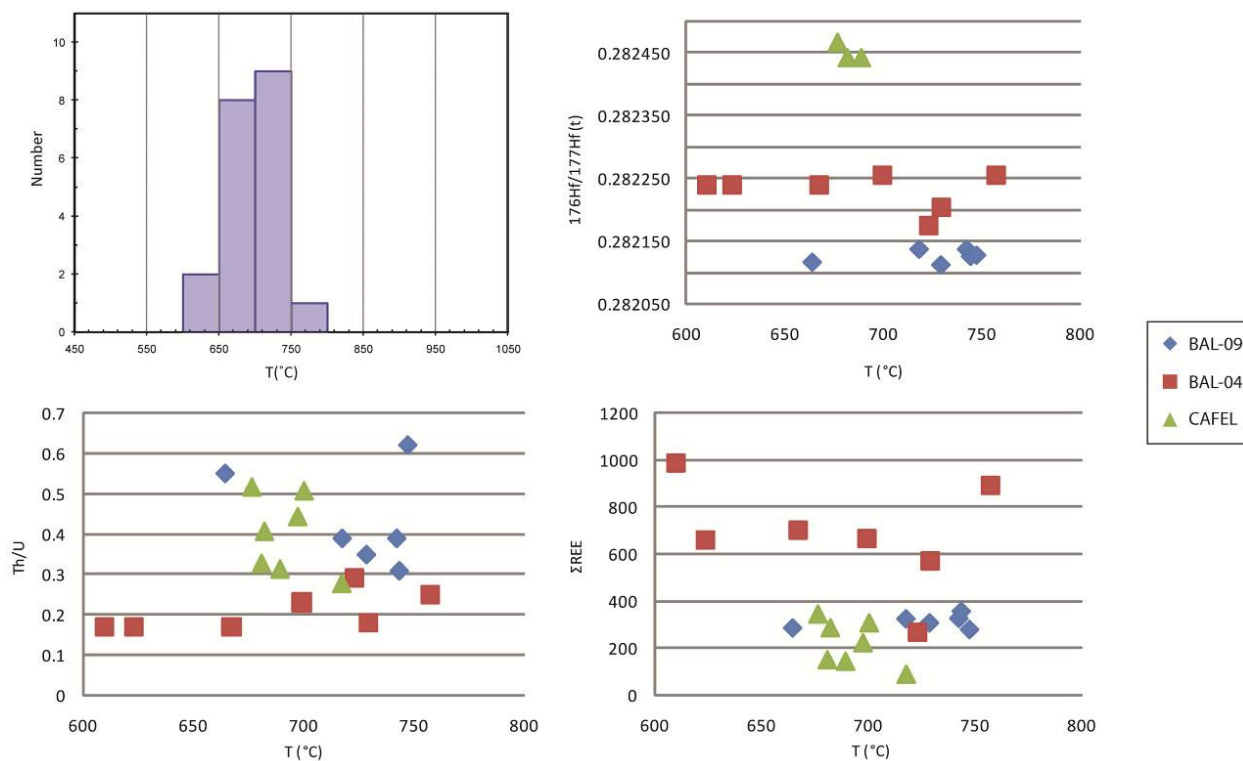 10
8
6
4
2
0
Number
450 550 650 750 850 950 1050
T(˚C)
0.282450
0.282350
0.282250
0.282150
0.282050
176Hf/177Hf (t)
600 650 700 750 800
T (°C)
BAL-09
BAL-04
CAFEL
0.7
0.6
0.5
0.4
0.3
0.2
0.1
0
Th/U
600 650 700 750 800
T (°C)
1200
1000
800
600
400
200
0
ΣREE
600 650 700 750 800
T (°C)